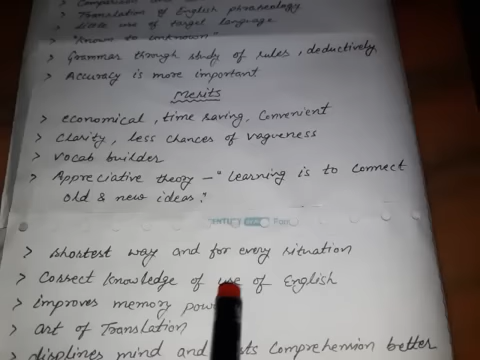 > Comparison
> Translation of English phraseology
> little use of target language
> "Known to unknown"
> Grammar through study of rules, deductively
> Accuracy is more important
Merits
> economical, time saving, convenient
> clarity, less chances of vagueness
> vocab builder
> Appreciative theory - "learning is to connect
old & new ideas."
> shortest way and for every situation
> Correct knowledge of use of English
> improves memory
> art of Translation
> displines mind and comprehension better